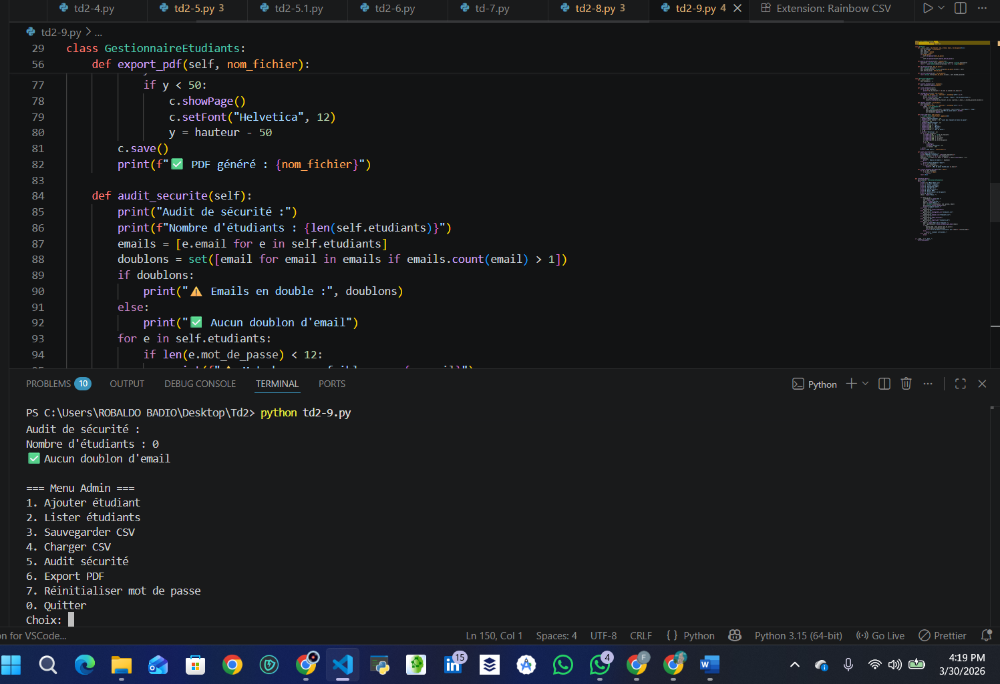 td2-4.py td2-5.py 3 td2-5.1.py td2-6.py td-7.py td2-8.py 3 td2-9.py 4 Extension: Rainbow CSV
td2-9.py > ...
29 class GestionnaireEtudiants:
56 def export_pdf(self, nom_fichier):
77 if y < 50:
78 c.showPage()
79 c.setFont("Helvetica", 12)
80 y = hauteur - 50
81 c.save()
82 print(f"✅ PDF généré : {nom_fichier}")
83
84 def audit_securite(self):
85 print("Audit de sécurité :")
86 print(f"Nombre d'étudiants : {len(self.etudiants)}")
87 emails = [e.email for e in self.etudiants]
88 doublons = set([email for email in emails if emails.count(email) > 1])
89 if doublons:
90 print("⚠️ Emails en double :", doublons)
91 else:
92 print("✅ Aucun doublon d'email")
93 for e in self.etudiants:
94 if len(e.mot_de_passe) < 12:
PROBLEMS 10 OUTPUT DEBUG CONSOLE TERMINAL PORTS Python
PS C:\Users\ROBALDO BADIO\Desktop\Td2> python td2-9.py
Audit de sécurité :
Nombre d'étudiants : 0
✅ Aucun doublon d'email
=== Menu Admin ===
1. Ajouter étudiant
2. Lister étudiants
3. Sauvegarder CSV
4. Charger CSV
5. Audit sécurité
6. Export PDF
7. Réinitialiser mot de passe
0. Quitter
Choix:
on for VSCode... Ln 150, Col 1 Spaces: 4 UTF-8 CRLF { } Python Python 3.15 (64-bit) Go Live Prettier
15 4 F
4:19 PM
3/30/2026